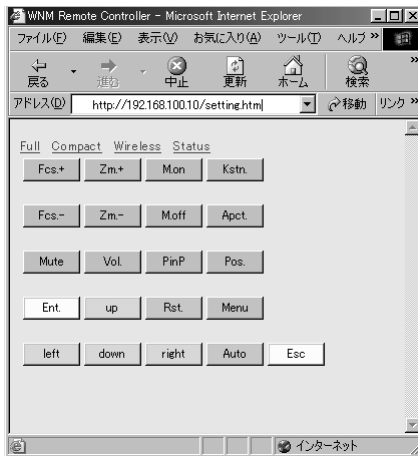 WNM Remote Controller - Microsoft Internet Explorer
ファイル(F) 編集(E) 表示(V) お気に入り(A) ツール(T) ヘルプ »
戻る 進む 中止 更新 ホーム 検索 »
アドレス(D) http://192.168.100.10/setting.htm 移動 リンク »
Full Compact Wireless Status
Fcs.+ Zm.+ M.on Kstn.
Fcs.- Zm.- M.off Apct.
Mute Vol. PinP Pos.
Ent. up Rst. Menu
left down right Auto Esc
インターネット